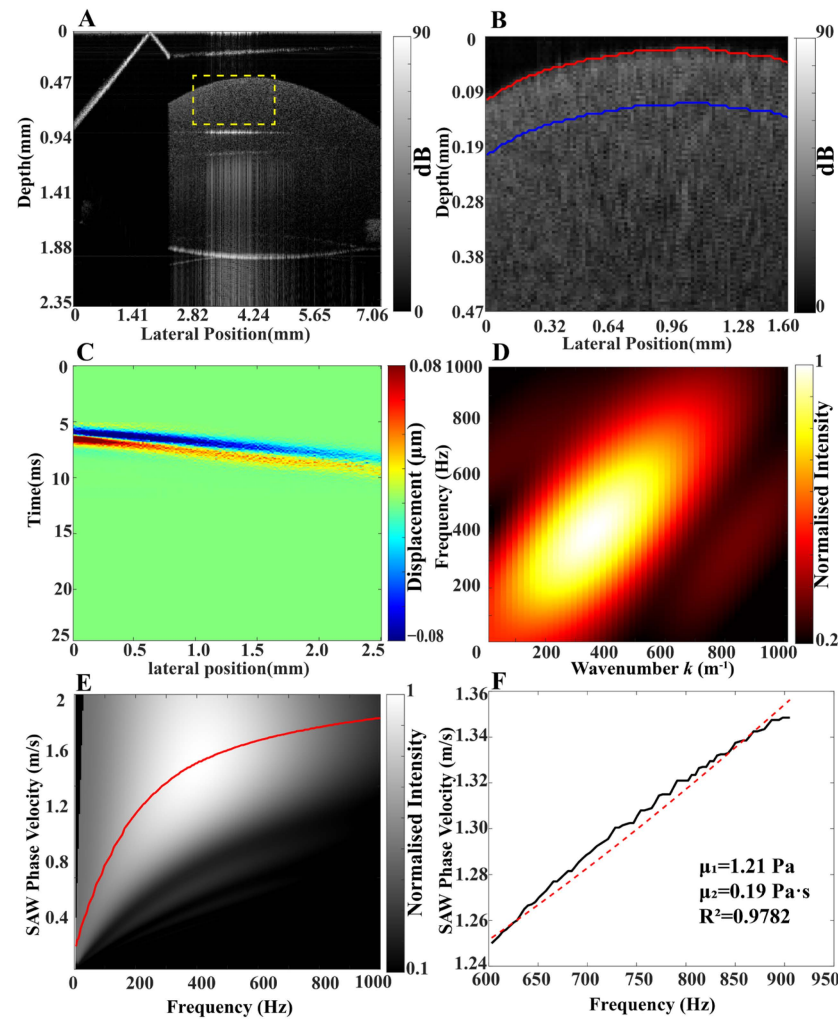 A
0
0.47
0.94
1.41
1.88
2.35
Depth(mm)
0 1.41 2.82 4.24 5.65 7.06
Lateral Position(mm)
90
dB
0
B
0
0.09
0.19
0.28
0.38
0.47
Depth(mm)
0 0.32 0.64 0.96 1.28 1.60
Lateral Position(mm)
90
dB
0
C
0
5
10
15
20
25
Time(ms)
0 0.5 1.0 1.5 2.0 2.5
lateral position(mm)
0.08
Displacement (μm)
−0.08
D
1000
800
600
400
200
Frequency (Hz)
0 200 400 600 800 1000
Wavenumber k (m⁻¹)
1
Normalised Intensity
0.2
E
2
1.6
1.2
0.8
0.4
SAW Phase Velocity (m/s)
0 200 400 600 800 1000
Frequency (Hz)
1
Normalised Intensity
0.1
F
1.36
1.34
1.32
1.30
1.28
1.26
1.24
SAW Phase Velocity (m/s)
600 650 700 750 800 850 900 950
Frequency (Hz)
μ₁=1.21 Pa
μ₂=0.19 Pa·s
R²=0.9782